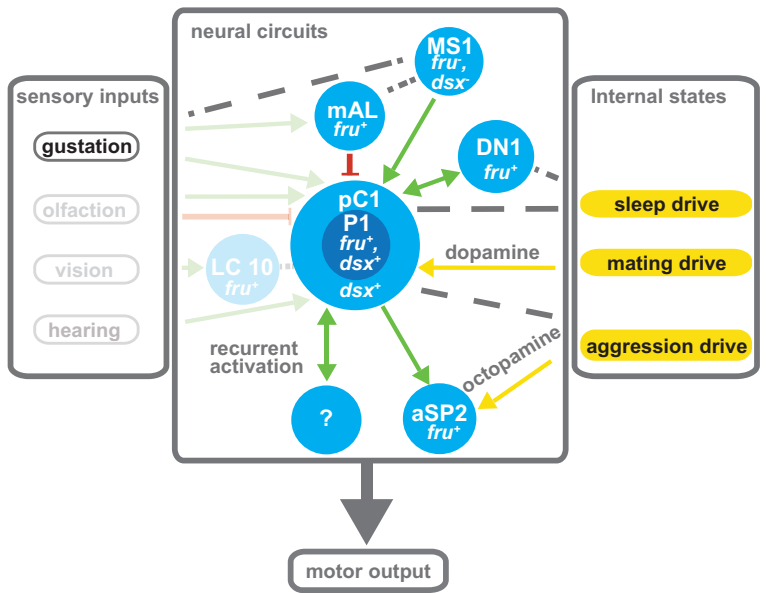 neural circuits
sensory inputs
gustation
olfaction
vision
hearing
MS1
fru-,
dsx-
mAL
fru+
DN1
fru+
pC1
P1
fru+,
dsx+
dsx+
LC 10
fru+
recurrent
activation
?
aSP2
fru+
dopamine
octopamine
Internal states
sleep drive
mating drive
aggression drive
motor output